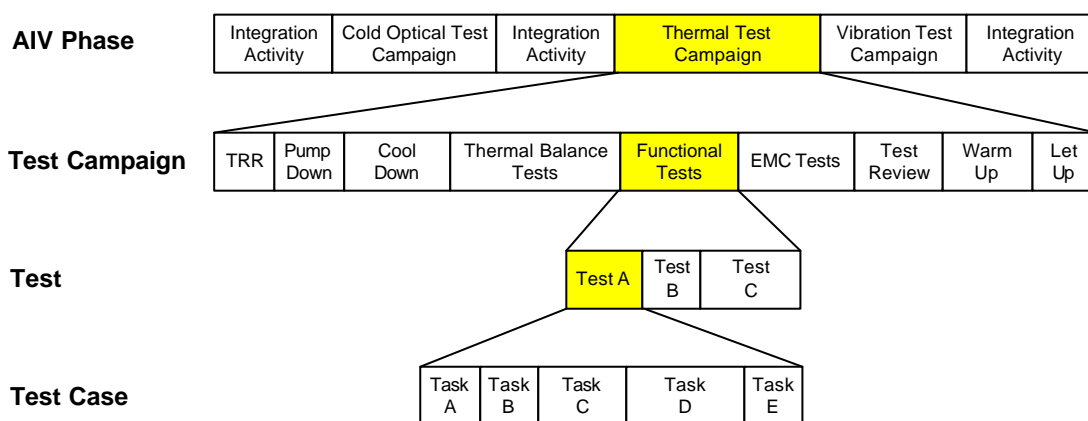 AIV Phase
Integration
Activity
Cold Optical Test
Campaign
Integration
Activity
Thermal Test
Campaign
Vibration Test
Campaign
Integration
Activity
Test Campaign
TRR
Pump
Down
Cool
Down
Thermal Balance
Tests
Functional
Tests
EMC Tests
Test
Review
Warm
Up
Let
Up
Test
Test A
Test
B
Test
C
Test Case
Task
A
Task
B
Task
C
Task
D
Task
E